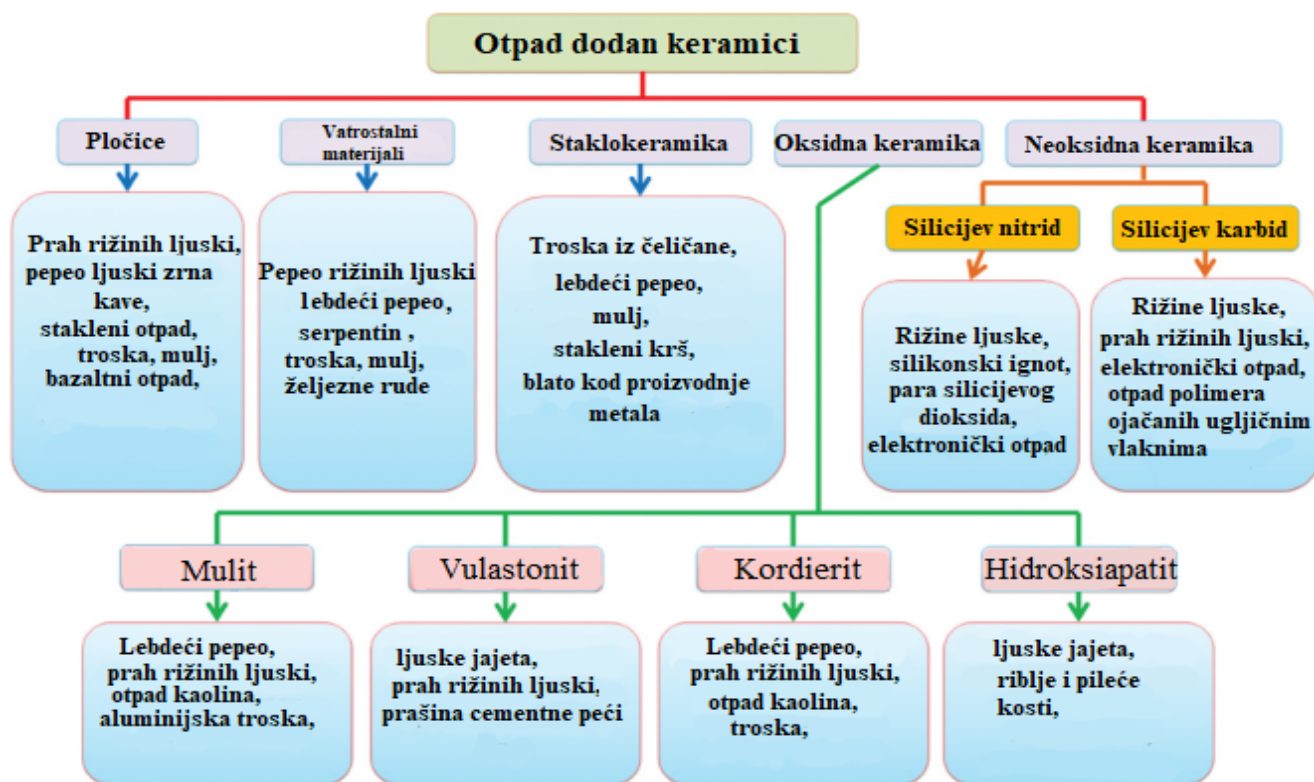 Otpad dodan keramici
Pločice
Vatrostalni
materijali
Staklokeramika
Oksidna keramika
Neoksidna keramika
Prah rižinih ljuski,
pepeo ljuski zrna
kave,
stakleni otpad,
troska, mulj,
bazaltni otpad,
Pepeo rižinih ljuski
lebdeći pepeo,
serpentin ,
troska, mulj,
željezne rude
Troska iz čeličane,
lebdeći pepeo,
mulj,
stakleni krš,
blato kod proizvodnje
metala
Silicijev nitrid
Silicijev karbid
Rižine ljuske,
silikonski ignot,
para silicijevog
dioksida,
elektronički otpad
Rižine ljuske,
prah rižinih ljuski,
elektronički otpad,
otpad polimera
ojačanih ugljičnim
vlaknima
Mulit
Vulastonit
Kordierit
Hidroksiapatit
Lebdeći pepeo,
prah rižinih ljuski,
otpad kaolina,
aluminijska troska,
ljuske jajeta,
prah rižinih ljuski,
prašina cementne peći
Lebdeći pepeo,
prah rižinih ljuski,
otpad kaolina,
troska,
ljuske jajeta,
riblje i pileće
kosti,